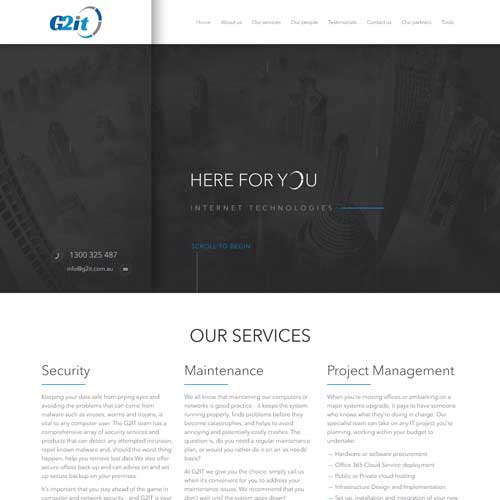 G2it
Home About us Our services Our people Testimonials Contact us Our partners Tools
HERE FOR YOU
INTERNET TECHNOLOGIES
SCROLL TO BEGIN
1300 325 487
info@g2it.com.au
OUR SERVICES
Security
Keeping your data safe from prying eyes and
avoiding the problems that can come from
malware such as viruses, worms and trojans, is
vital to any computer user. The G2IT team has a
comprehensive array of security services and
products that can detect any attempted incursion,
repel known malware and, should the worst thing
happen, help you retrieve lost data.We also offer
secure offsite back-up and can advise on and set
up secure backup on your premises.
It's important that you stay ahead of the game in
computer and network security - and G2IT is your
Maintenance
We all know that maintaining our computers or
networks is good practice - it keeps the system
running properly, finds problems before they
become catastrophes, and helps to avoid
annoying and potentially costly crashes. The
question is, do you need a regular maintenance
plan, or would you rather do it on an 'as needs'
basis?
At G2IT we give you the choice; simply call us
when it's convenient for you to address your
maintenance issues. We recommend that you
don't wait until the system goes down!
Project Management
When you're moving offices or embarking on a
major systems upgrade, it pays to have someone
who knows what they're doing in charge. Our
specialist team can take on any IT project you're
planning, working within your budget to
undertake:
— Hardware or software procurement
— Office 365 Cloud Service deployment
— Public or Private cloud hosting
— Infrastructure Design and Implementation
— Set up, installation and integration of your new